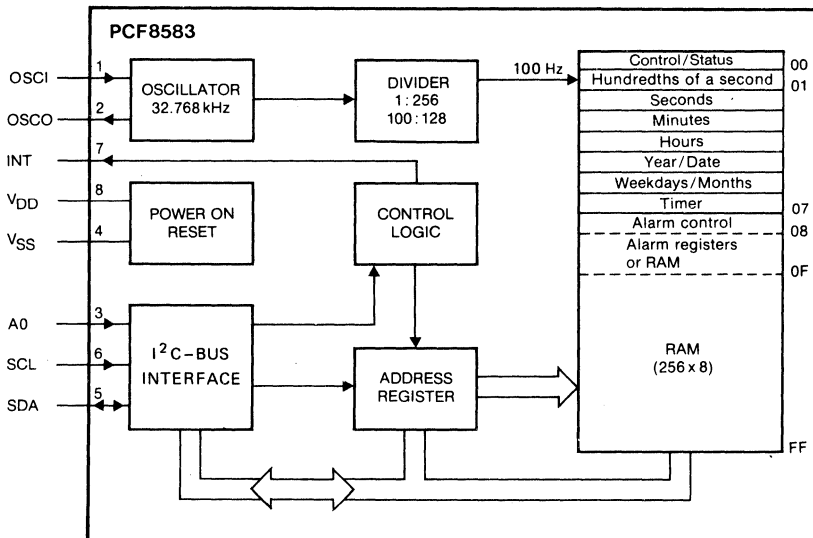 PCF8583
OSCI
1
OSCILLATOR
32.768 kHz
OSCO
2
DIVIDER
1 : 256
100 : 128
100 Hz
INT
7
VDD
8
POWER ON
RESET
VSS
4
CONTROL
LOGIC
A0
3
SCL
6
SDA
5
I²C-BUS
INTERFACE
ADDRESS
REGISTER
Control/Status
00
Hundredths of a second
01
Seconds
Minutes
Hours
Year/Date
Weekdays/Months
Timer
07
Alarm control
08
Alarm registers
or RAM
0F
RAM
(256 x 8)
FF